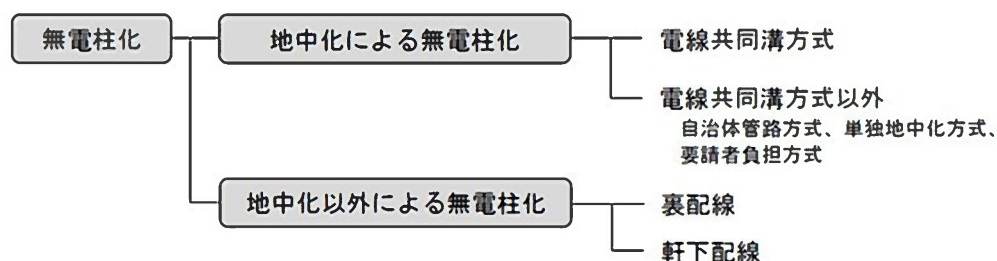 無電柱化
地中化による無電柱化
電線共同溝方式
電線共同溝方式以外
自治体管路方式、単独地中化方式、
要請者負担方式
地中化以外による無電柱化
裏配線
軒下配線